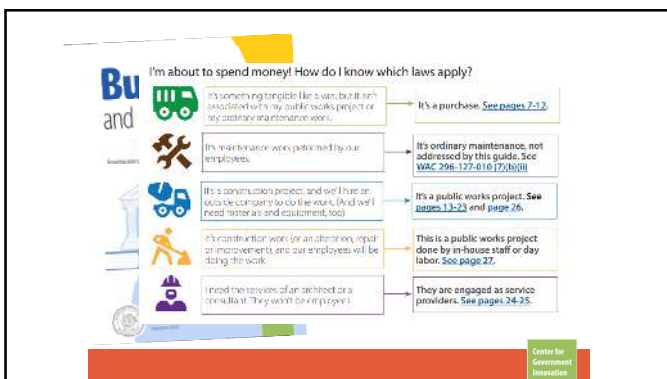 I'm about to spend money! How do I know which laws apply?
Bu
and
It's something tangible like a van, but it isn't
associated with my public works project or
my ordinary maintenance work.
It's a purchase. See pages 7-12.
It's maintenance work peformed by our
employees.
It's ordinary maintenance, not
addressed by this guide. See
WAC 296-127-010 (7)(b)(ii)
It's a construction project, and we'll hire an
outside company to do the work. (And we'll
need materials and equipment, too)
It's a public works project. See
pages 13-23 and page 26.
It's construction work (or an alteration, repair
or improvement), and our employees will be
doing the work
This is a public works project
done by in-house staff or day
labor. See page 27.
I need the services of an architect or a
consultant. They won't be employees
They are engaged as service
providers. See pages 24-25.
Center for
Government
Innovation